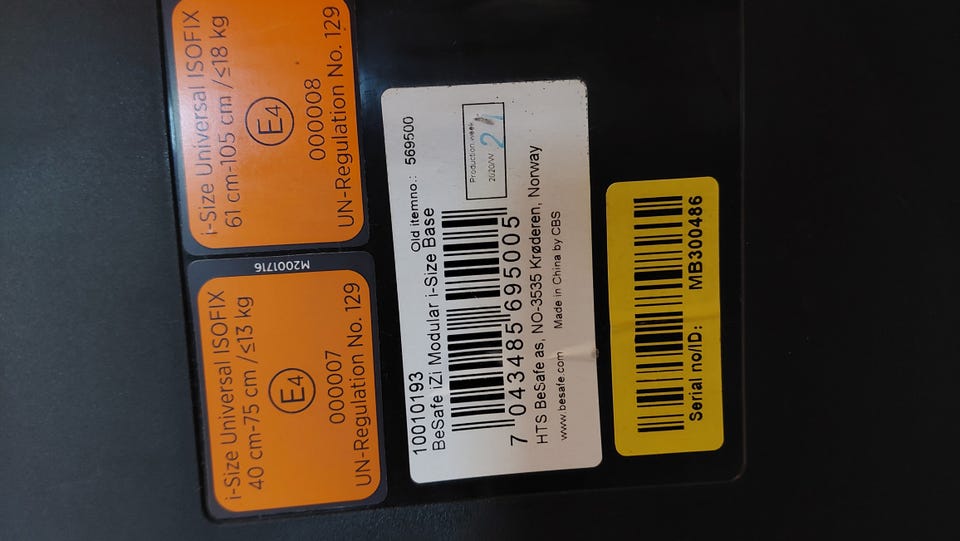 i-Size Universal ISOFIX
40 cm-75 cm /≤13 kg
E4
000007
UN-Regulation No. 129
M2001716
i-Size Universal ISOFIX
61 cm-105 cm /≤18 kg
E4
000008
UN-Regulation No. 129
10010193 Old itemno.: 569500
BeSafe iZi Modular i-Size Base
Production week
2020/W
7 043485 695005
HTS BeSafe as, NO-3535 Krøderen, Norway
www.besafe.com Made in China by CBS
Serial no/ID: MB300486